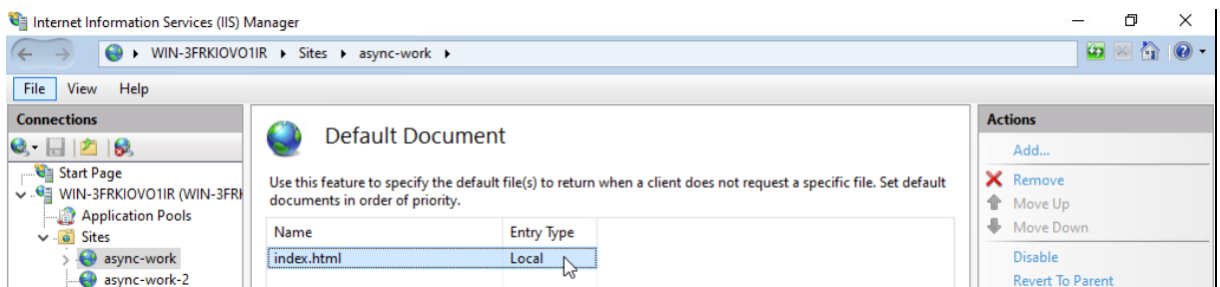 Internet Information Services (IIS) Manager
WIN-3FRKIOVO1IR ▸ Sites ▸ async-work ▸
File View Help
Connections
Start Page
WIN-3FRKIOVO1IR (WIN-3FRK
Application Pools
Sites
async-work
async-work-2
Default Document
Use this feature to specify the default file(s) to return when a client does not request a specific file. Set default
documents in order of priority.
Name Entry Type
index.html Local
Actions
Add...
Remove
Move Up
Move Down
Disable
Revert To Parent